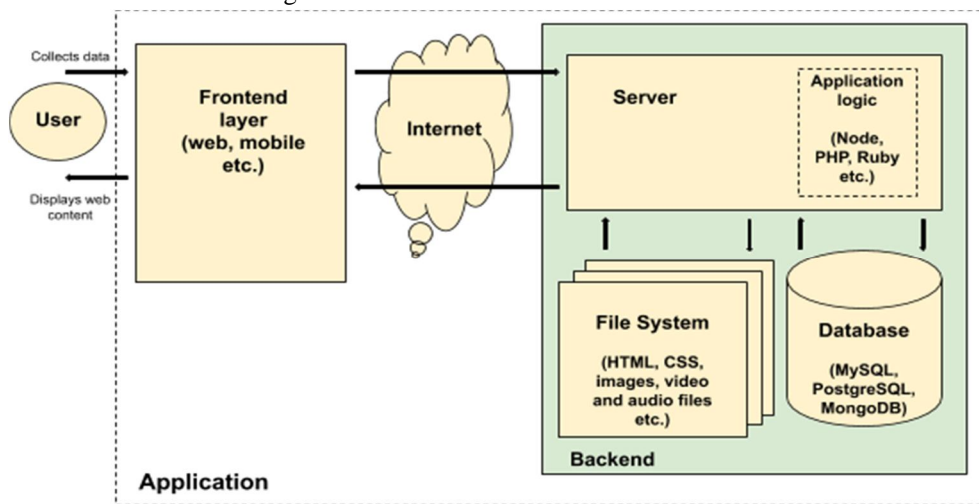 Collects data
User
Displays web
content
Frontend
layer
(web, mobile
etc.)
Internet
Server
Application
logic
(Node,
PHP, Ruby
etc.)
File System
(HTML, CSS,
images, video
and audio files
etc.)
Database
(MySQL,
PostgreSQL,
MongoDB)
Backend
Application